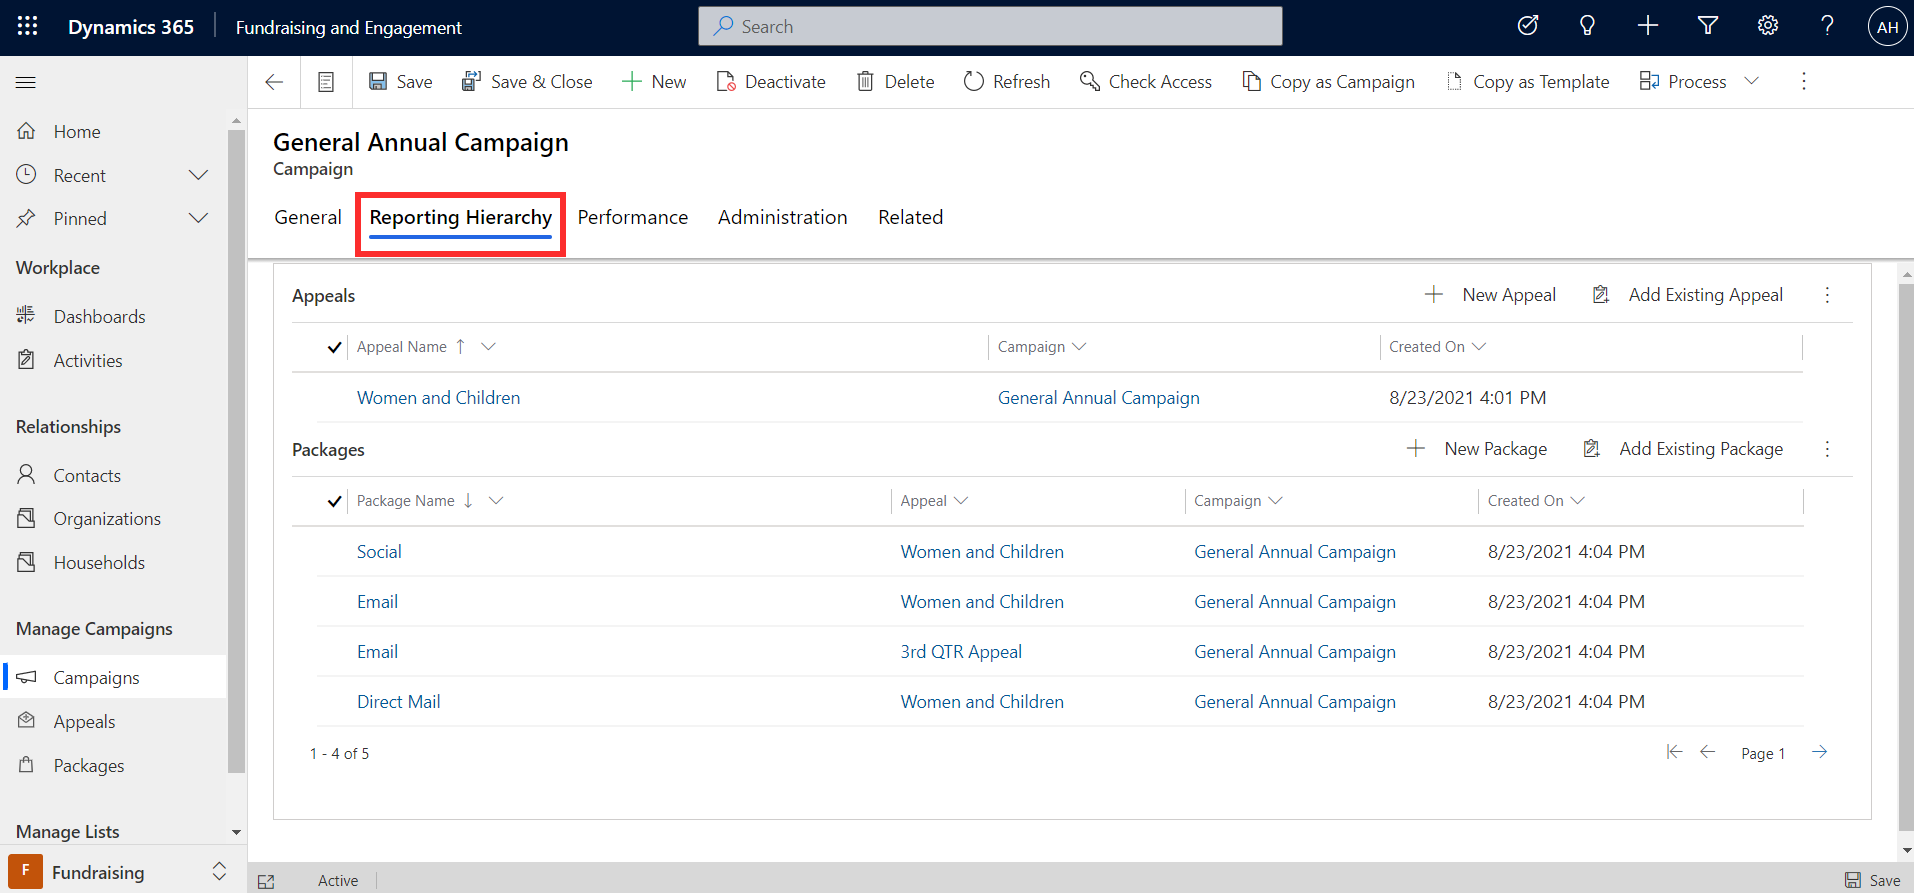 Dynamics 365 Fundraising and Engagement Search AH
Save Save & Close New Deactivate Delete Refresh Check Access Copy as Campaign Copy as Template Process
Home
Recent
Pinned
Workplace
Dashboards
Activities
Relationships
Contacts
Organizations
Households
Manage Campaigns
Campaigns
Appeals
Packages
Manage Lists
F Fundraising
General Annual Campaign
Campaign
General Reporting Hierarchy Performance Administration Related
Appeals New Appeal Add Existing Appeal
Appeal Name Campaign Created On
Women and Children General Annual Campaign 8/23/2021 4:01 PM
Packages New Package Add Existing Package
Package Name Appeal Campaign Created On
Social Women and Children General Annual Campaign 8/23/2021 4:04 PM
Email Women and Children General Annual Campaign 8/23/2021 4:04 PM
Email 3rd QTR Appeal General Annual Campaign 8/23/2021 4:04 PM
Direct Mail Women and Children General Annual Campaign 8/23/2021 4:04 PM
1 - 4 of 5 Page 1
Active Save